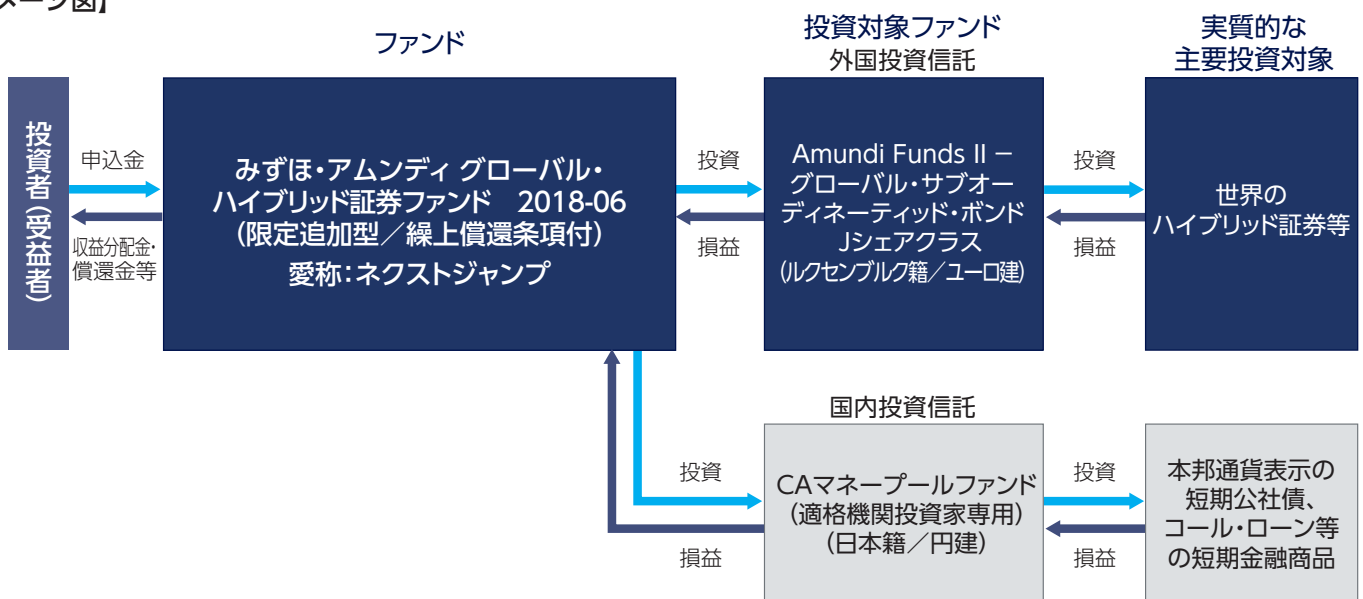 メージ図】
ファンド
投資対象ファンド
外国投資信託
実質的な
主要投資対象
投資者（受益者）
申込金
収益分配金・
償還金等
みずほ・アムンディ グローバル・
ハイブリッド証券ファンド 2018-06
（限定追加型／繰上償還条項付）
愛称：ネクストジャンプ
投資
損益
Amundi Funds II －
グローバル・サブオー
ディネーティッド・ボンド
Jシェアクラス
（ルクセンブルク籍／ユーロ建）
投資
損益
世界の
ハイブリッド証券等
国内投資信託
投資
損益
CAマネープールファンド
（適格機関投資家専用）
（日本籍／円建）
投資
損益
本邦通貨表示の
短期公社債、
コール・ローン等
の短期金融商品